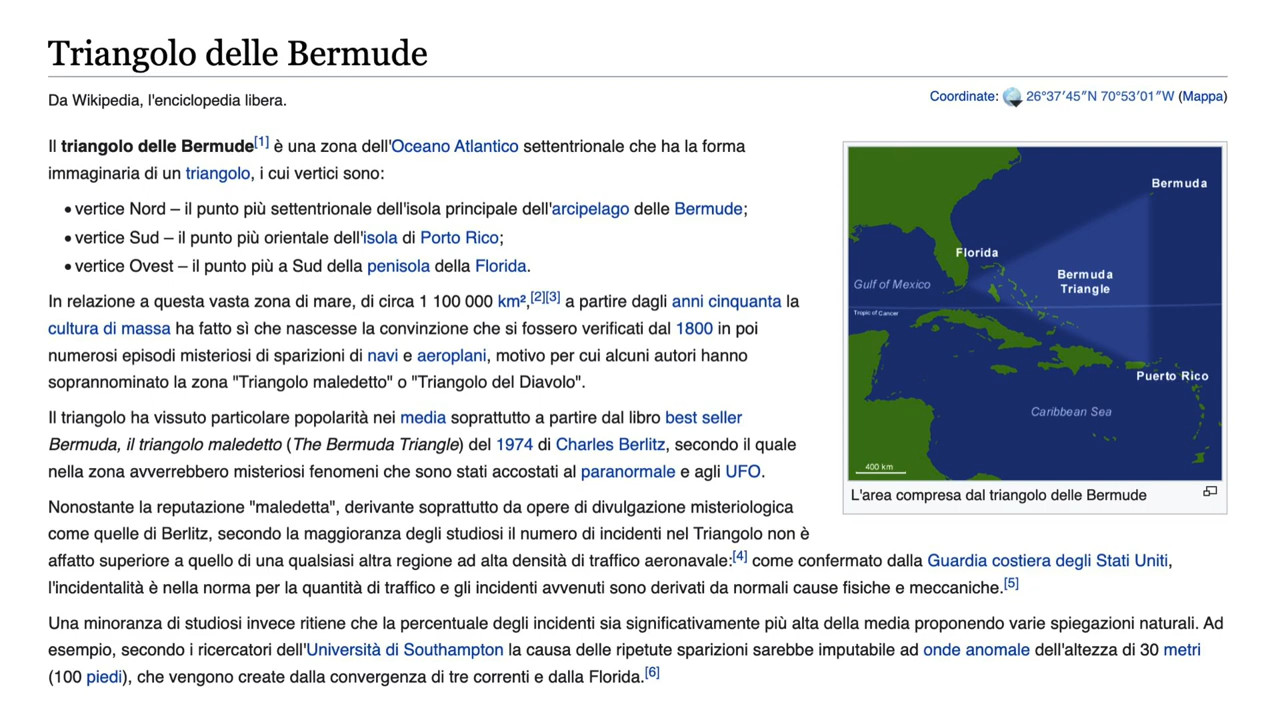 Triangolo delle Bermude
Da Wikipedia, l'enciclopedia libera.
Coordinate: 26°37′45″N 70°53′01″W (Mappa)
Il triangolo delle Bermude[1] è una zona dell'Oceano Atlantico settentrionale che ha la forma
immaginaria di un triangolo, i cui vertici sono:
• vertice Nord – il punto più settentrionale dell'isola principale dell'arcipelago delle Bermude;
• vertice Sud – il punto più orientale dell'isola di Porto Rico;
• vertice Ovest – il punto più a Sud della penisola della Florida.
In relazione a questa vasta zona di mare, di circa 1 100 000 km²,[2][3] a partire dagli anni cinquanta la
cultura di massa ha fatto sì che nascesse la convinzione che si fossero verificati dal 1800 in poi
numerosi episodi misteriosi di sparizioni di navi e aeroplani, motivo per cui alcuni autori hanno
soprannominato la zona "Triangolo maledetto" o "Triangolo del Diavolo".
Il triangolo ha vissuto particolare popolarità nei media soprattutto a partire dal libro best seller
Bermuda, il triangolo maledetto (The Bermuda Triangle) del 1974 di Charles Berlitz, secondo il quale
nella zona avverrebbero misteriosi fenomeni che sono stati accostati al paranormale e agli UFO.
Nonostante la reputazione "maledetta", derivante soprattutto da opere di divulgazione misteriologica
come quelle di Berlitz, secondo la maggioranza degli studiosi il numero di incidenti nel Triangolo non è
affatto superiore a quello di una qualsiasi altra regione ad alta densità di traffico aeronavale:[4] come confermato dalla Guardia costiera degli Stati Uniti,
l'incidentalità è nella norma per la quantità di traffico e gli incidenti avvenuti sono derivati da normali cause fisiche e meccaniche.[5]
Una minoranza di studiosi invece ritiene che la percentuale degli incidenti sia significativamente più alta della media proponendo varie spiegazioni naturali. Ad
esempio, secondo i ricercatori dell'Università di Southampton la causa delle ripetute sparizioni sarebbe imputabile ad onde anomale dell'altezza di 30 metri
(100 piedi), che vengono create dalla convergenza di tre correnti e dalla Florida.[6]
Bermuda
Florida
Bermuda
Triangle
Gulf of Mexico
Tropic of Cancer
Puerto Rico
Caribbean Sea
400 km
L'area compresa dal triangolo delle Bermude